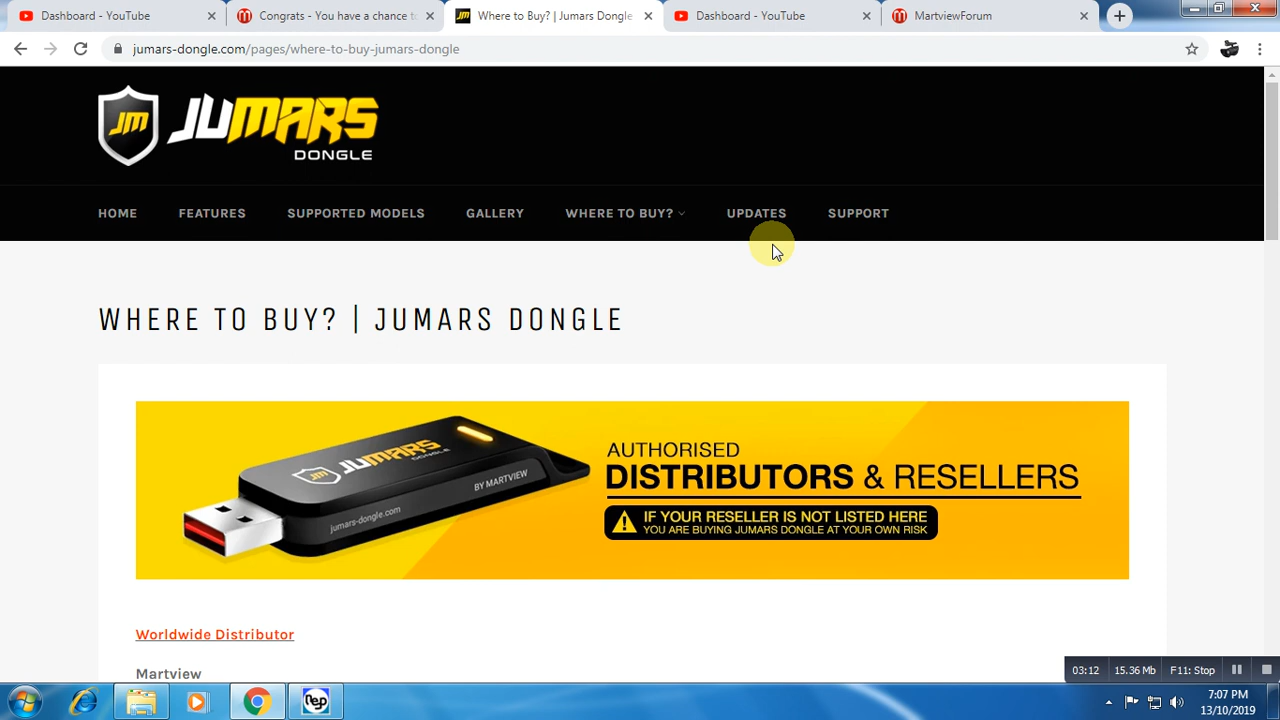 Dashboard - YouTube
Congrats - You have a chance t
Where to Buy? | Jumars Dongle
Dashboard - YouTube
MartviewForum
jumars-dongle.com/pages/where-to-buy-jumars-dongle
JM JUMARS
DONGLE
HOME FEATURES SUPPORTED MODELS GALLERY WHERE TO BUY? UPDATES SUPPORT
WHERE TO BUY? | JUMARS DONGLE
JM JUMARS
DONGLE
BY MARTVIEW
jumars-dongle.com
AUTHORISED
DISTRIBUTORS & RESELLERS
IF YOUR RESELLER IS NOT LISTED HERE
YOU ARE BUYING JUMARS DONGLE AT YOUR OWN RISK
Worldwide Distributor
Martview
03:12 15.36 Mb F11: Stop
nep
7:07 PM
13/10/2019